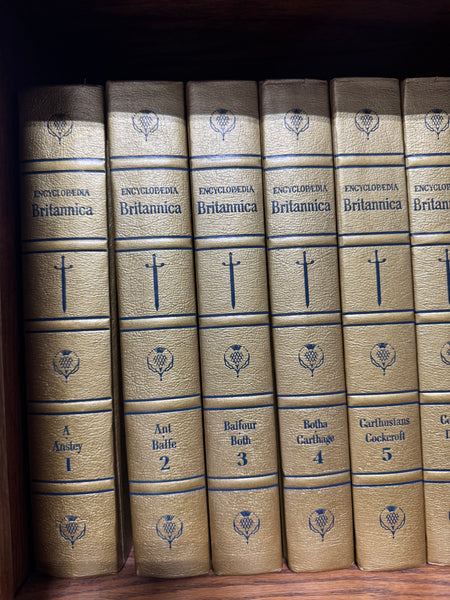 ENCYCLOPÆDIA
Britannica
A
Anstey
1
ENCYCLOPÆDIA
Britannica
Ant
Balfe
2
ENCYCLOPÆDIA
Britannica
Balfour
Both
3
ENCYCLOPÆDIA
Britannica
Botha
Carthage
4
ENCYCLOPÆDIA
Britannica
Carthusians
Cockcroft
5